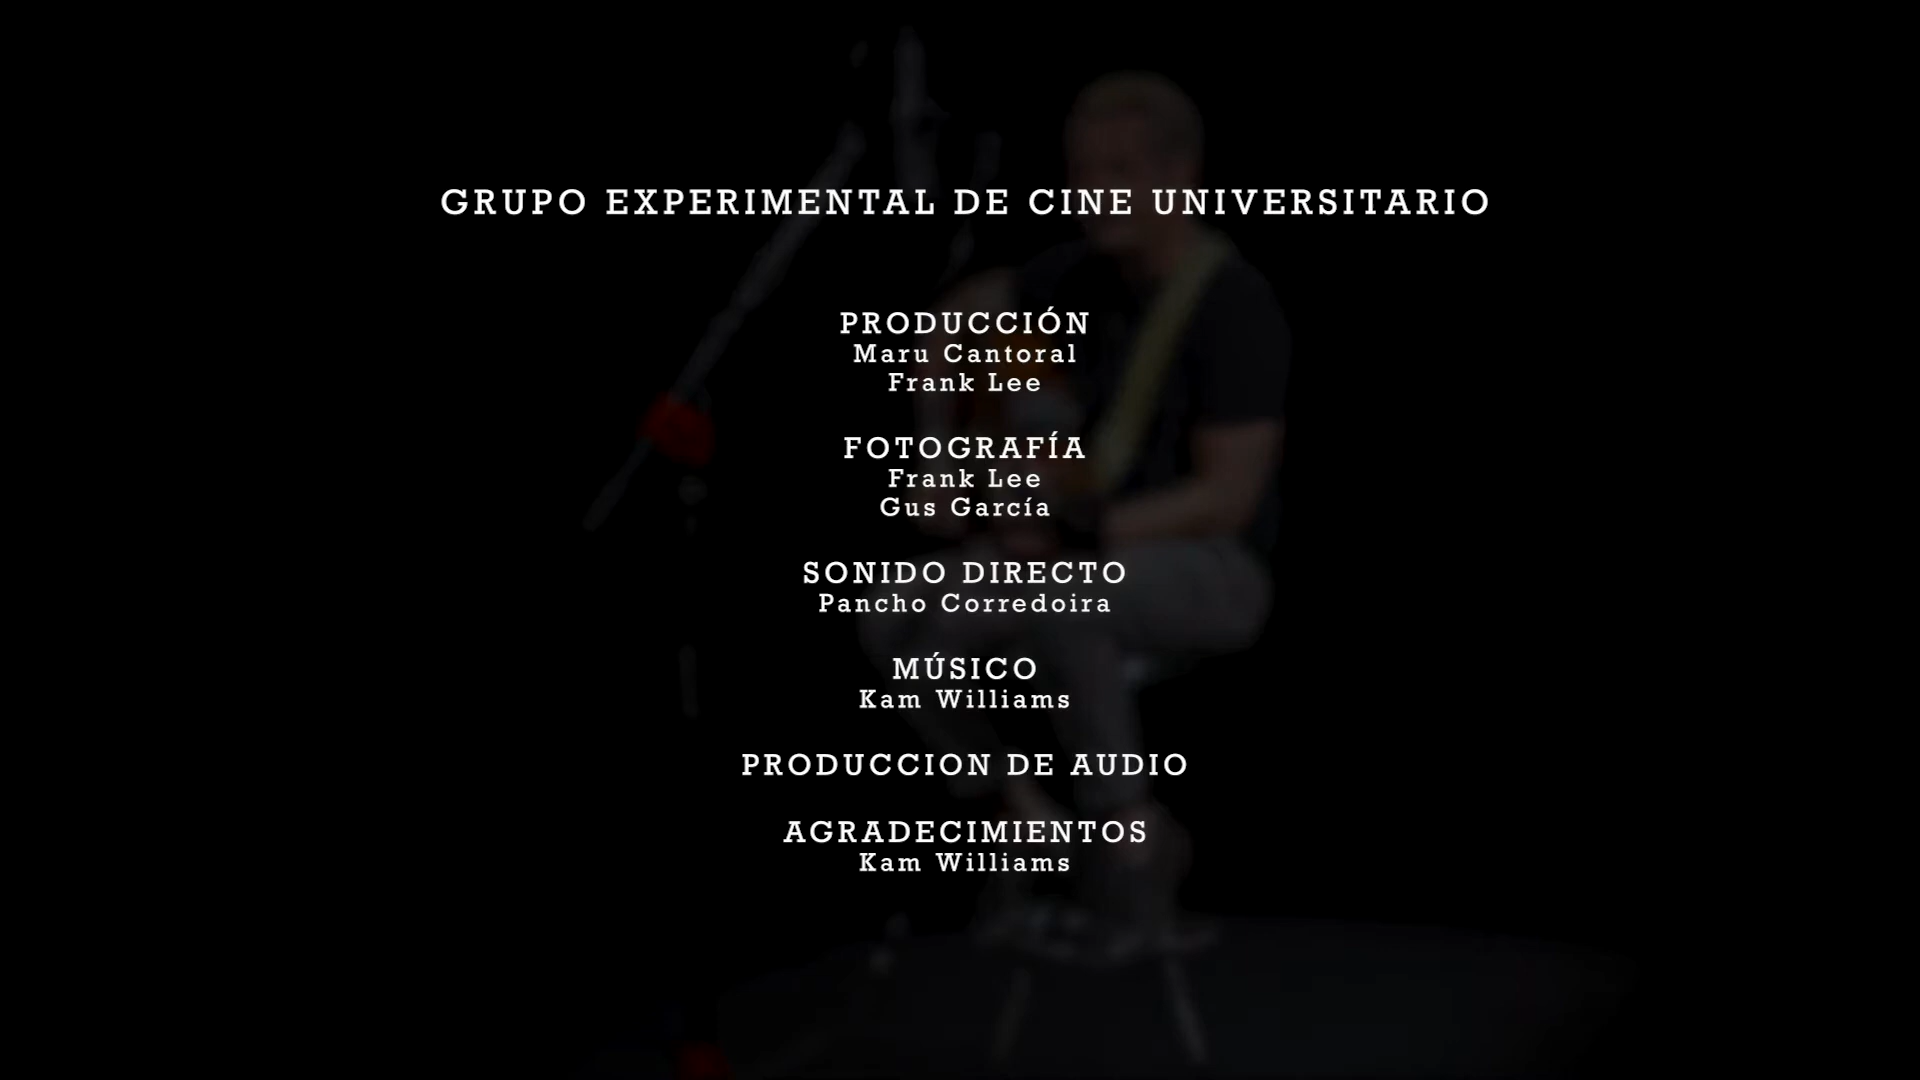 GRUPO EXPERIMENTAL DE CINE UNIVERSITARIO
PRODUCCIÓN
Maru Cantoral
Frank Lee
FOTOGRAFÍA
Frank Lee
Gus García
SONIDO DIRECTO
Pancho Corredoira
MÚSICO
Kam Williams
PRODUCCION DE AUDIO
AGRADECIMIENTOS
Kam Williams